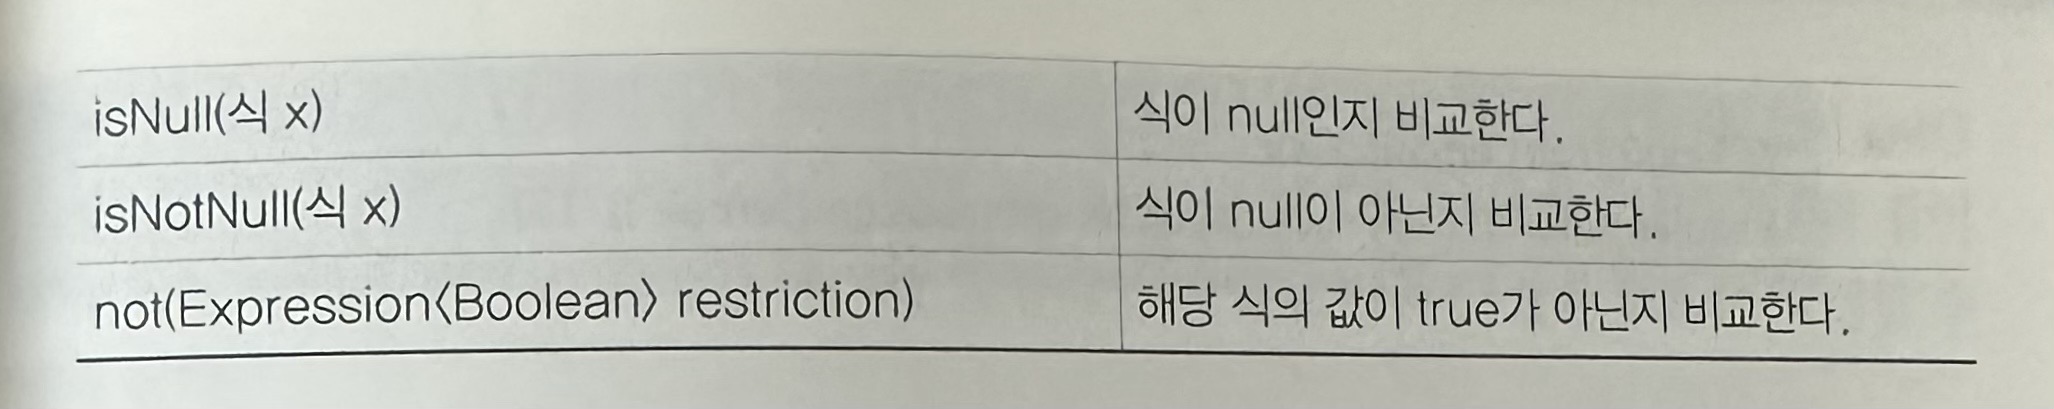 isNull(식 x) 식이 null인지 비교한다.
isNotNull(식 x) 식이 null이 아닌지 비교한다.
not(Expression〈Boolean〉 restriction) 해당 식의 값이 true가 아닌지 비교한다.